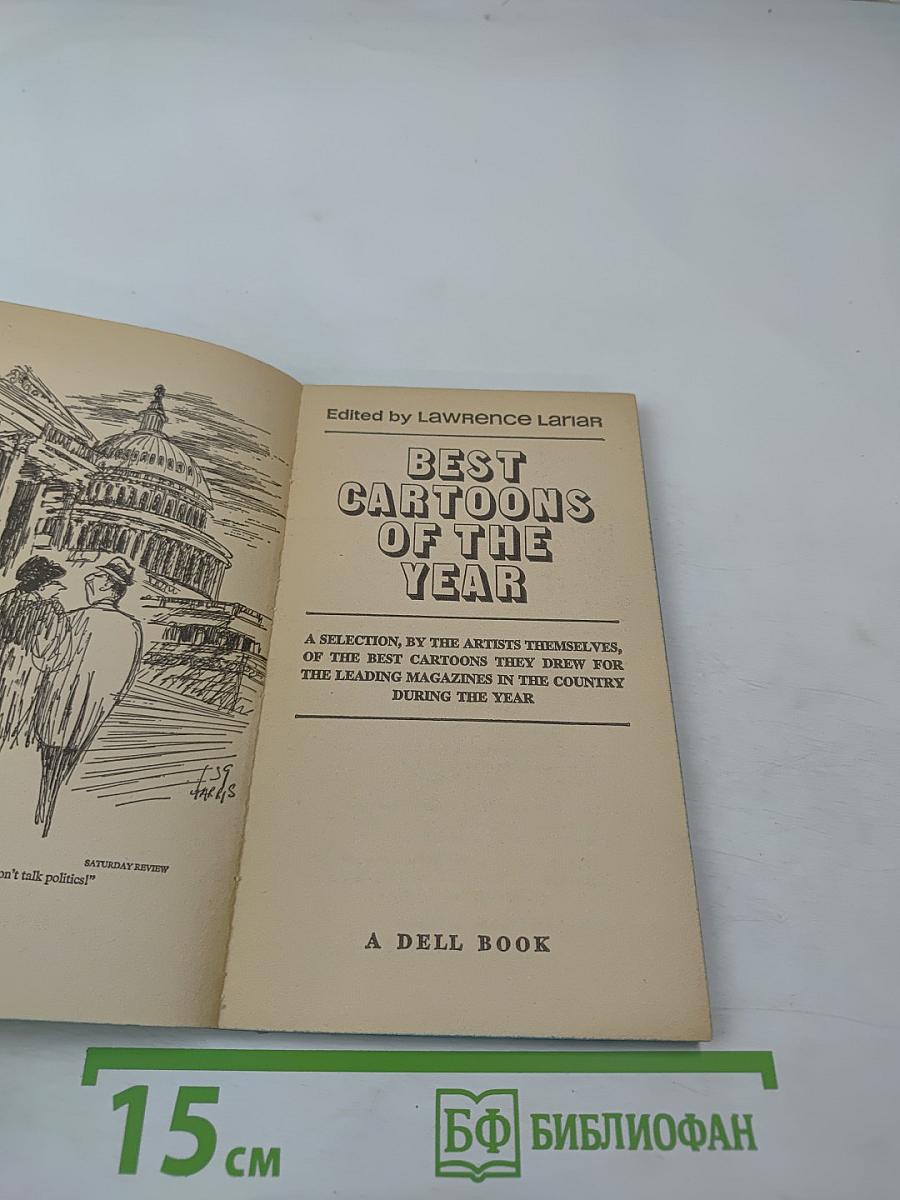 SATURDAY REVIEW
on't talk politics!"
Edited by LAWRENCE LARIAR
BEST
CARTOONS
OF THE
YEAR
A SELECTION, BY THE ARTISTS THEMSELVES,
OF THE BEST CARTOONS THEY DREW FOR
THE LEADING MAGAZINES IN THE COUNTRY
DURING THE YEAR
A DELL BOOK
15 см
БФ БИБЛИОФАН